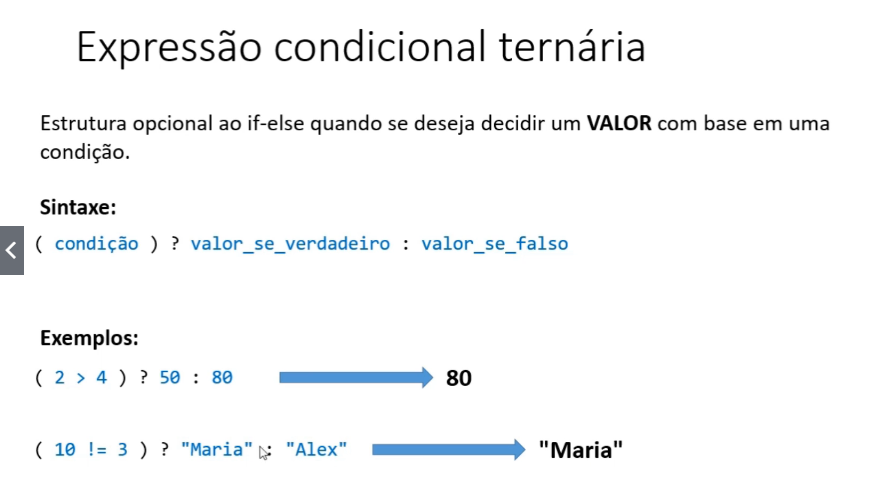 Expressão condicional ternária
Estrutura opcional ao if-else quando se deseja decidir um VALOR com base em uma
condição.
Sintaxe:
( condição ) ? valor_se_verdadeiro : valor_se_falso
Exemplos:
( 2 > 4 ) ? 50 : 80 80
( 10 != 3 ) ? "Maria" : "Alex" "Maria"